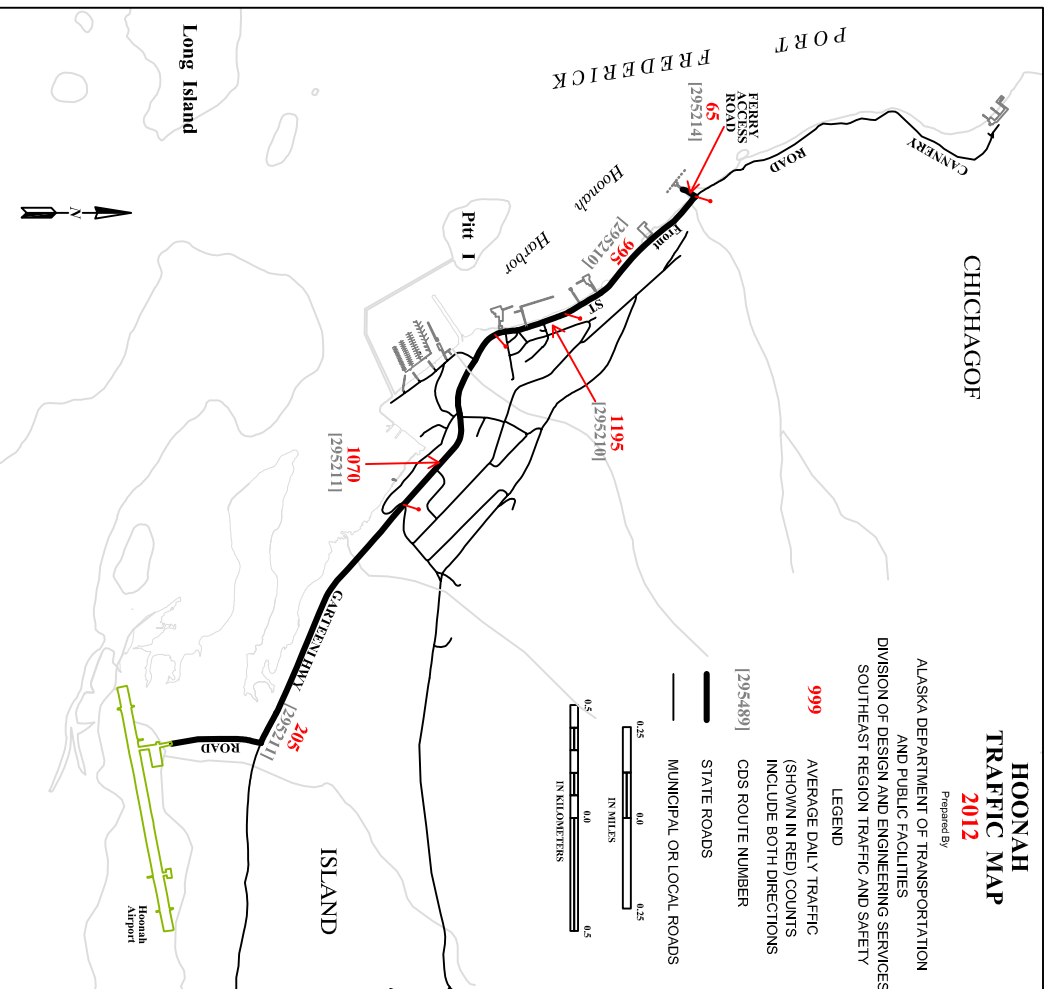 HOONAH
TRAFFIC MAP
2012
Prepared By
ALASKA DEPARTMENT OF TRANSPORTATION
AND PUBLIC FACILITIES
DIVISION OF DESIGN AND ENGINEERING SERVICES
SOUTHEAST REGION TRAFFIC AND SAFETY
LEGEND
999
AVERAGE DAILY TRAFFIC
(SHOWN IN RED) COUNTS
INCLUDE BOTH DIRECTIONS
[295489]
CDS ROUTE NUMBER
STATE ROADS
MUNICIPAL OR LOCAL ROADS
0.25
0.0
0.25
IN MILES
0.5
0.0
0.5
IN KILOMETERS
CHICHAGOF
ISLAND
PORT
FREDERICK
CANNERY
ROAD
FERRY
ACCESS
ROAD
65
[295214]
Hoonah
Harbor
Front
ST
995
[295210]
1195
[295210]
Pitt I
Long Island
N
1070
[295211]
GARTEENI HWY
205
[295211]
ROAD
Hoonah
Airport